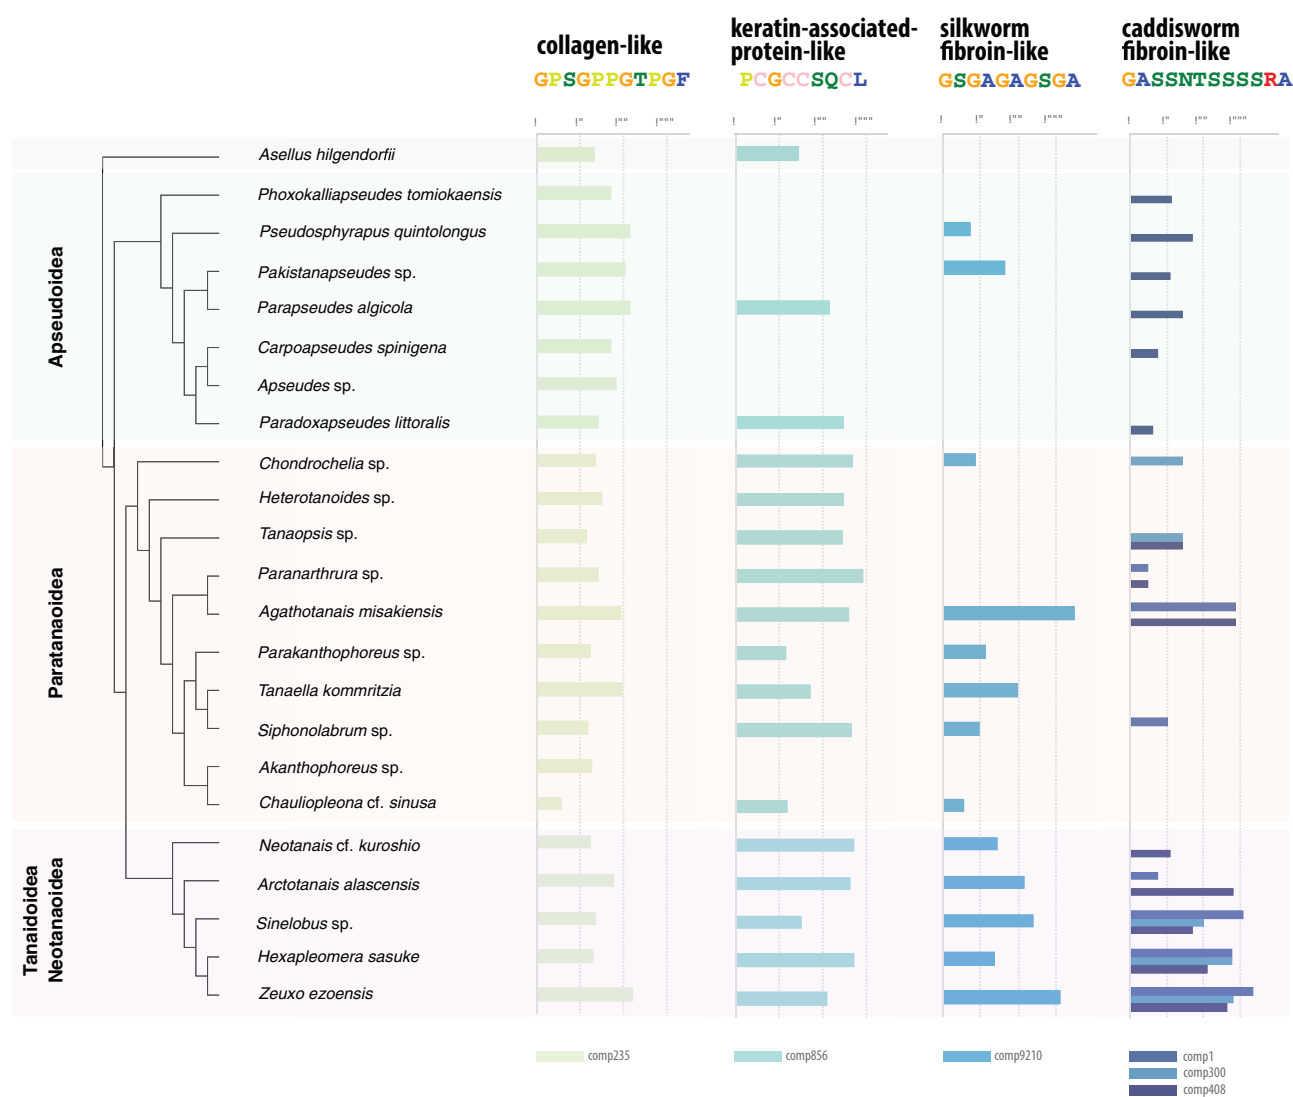 collagen-like
keratin-associated-
protein-like
silkworm
fibroin-like
caddisworm
fibroin-like
GPSGPPGTPGF
PCGCCSQCL
GSGAGAGSGA
GASSNTSSSSRA
! !" !"" !"""
! !" !"" !"""
! !" !"" !"""
! !" !"" !"""
Asellus hilgendorfii
Apseudoidea
Phoxokalliapseudes tomiokaensis
Pseudosphyrapus quintolongus
Pakistanapseudes sp.
Parapseudes algicola
Carpoapseudes spinigena
Apseudes sp.
Paradoxapseudes littoralis
Paratanaoidea
Chondrochelia sp.
Heterotanoides sp.
Tanaopsis sp.
Paranarthrura sp.
Agathotanais misakiensis
Parakanthophoreus sp.
Tanaella kommritzia
Siphonolabrum sp.
Akanthophoreus sp.
Chauliopleona cf. sinusa
Tanaidoidea
Neotanaoidea
Neotanais cf. kuroshio
Arctotanais alascensis
Sinelobus sp.
Hexapleomera sasuke
Zeuxo ezoensis
comp235
comp856
comp9210
comp1
comp300
comp408